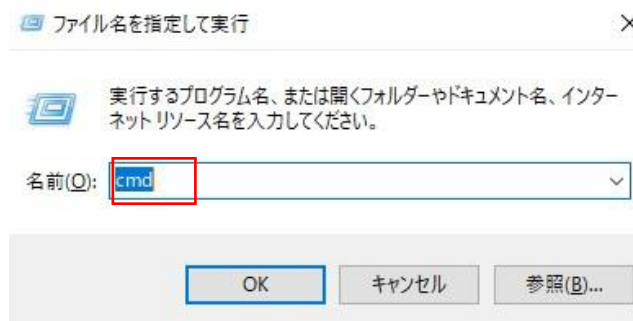 ファイル名を指定して実行
実行するプログラム名、または開くフォルダーやドキュメント名、インター
ネット リソース名を入力してください。
名前(O): cmd
OK キャンセル 参照(B)...